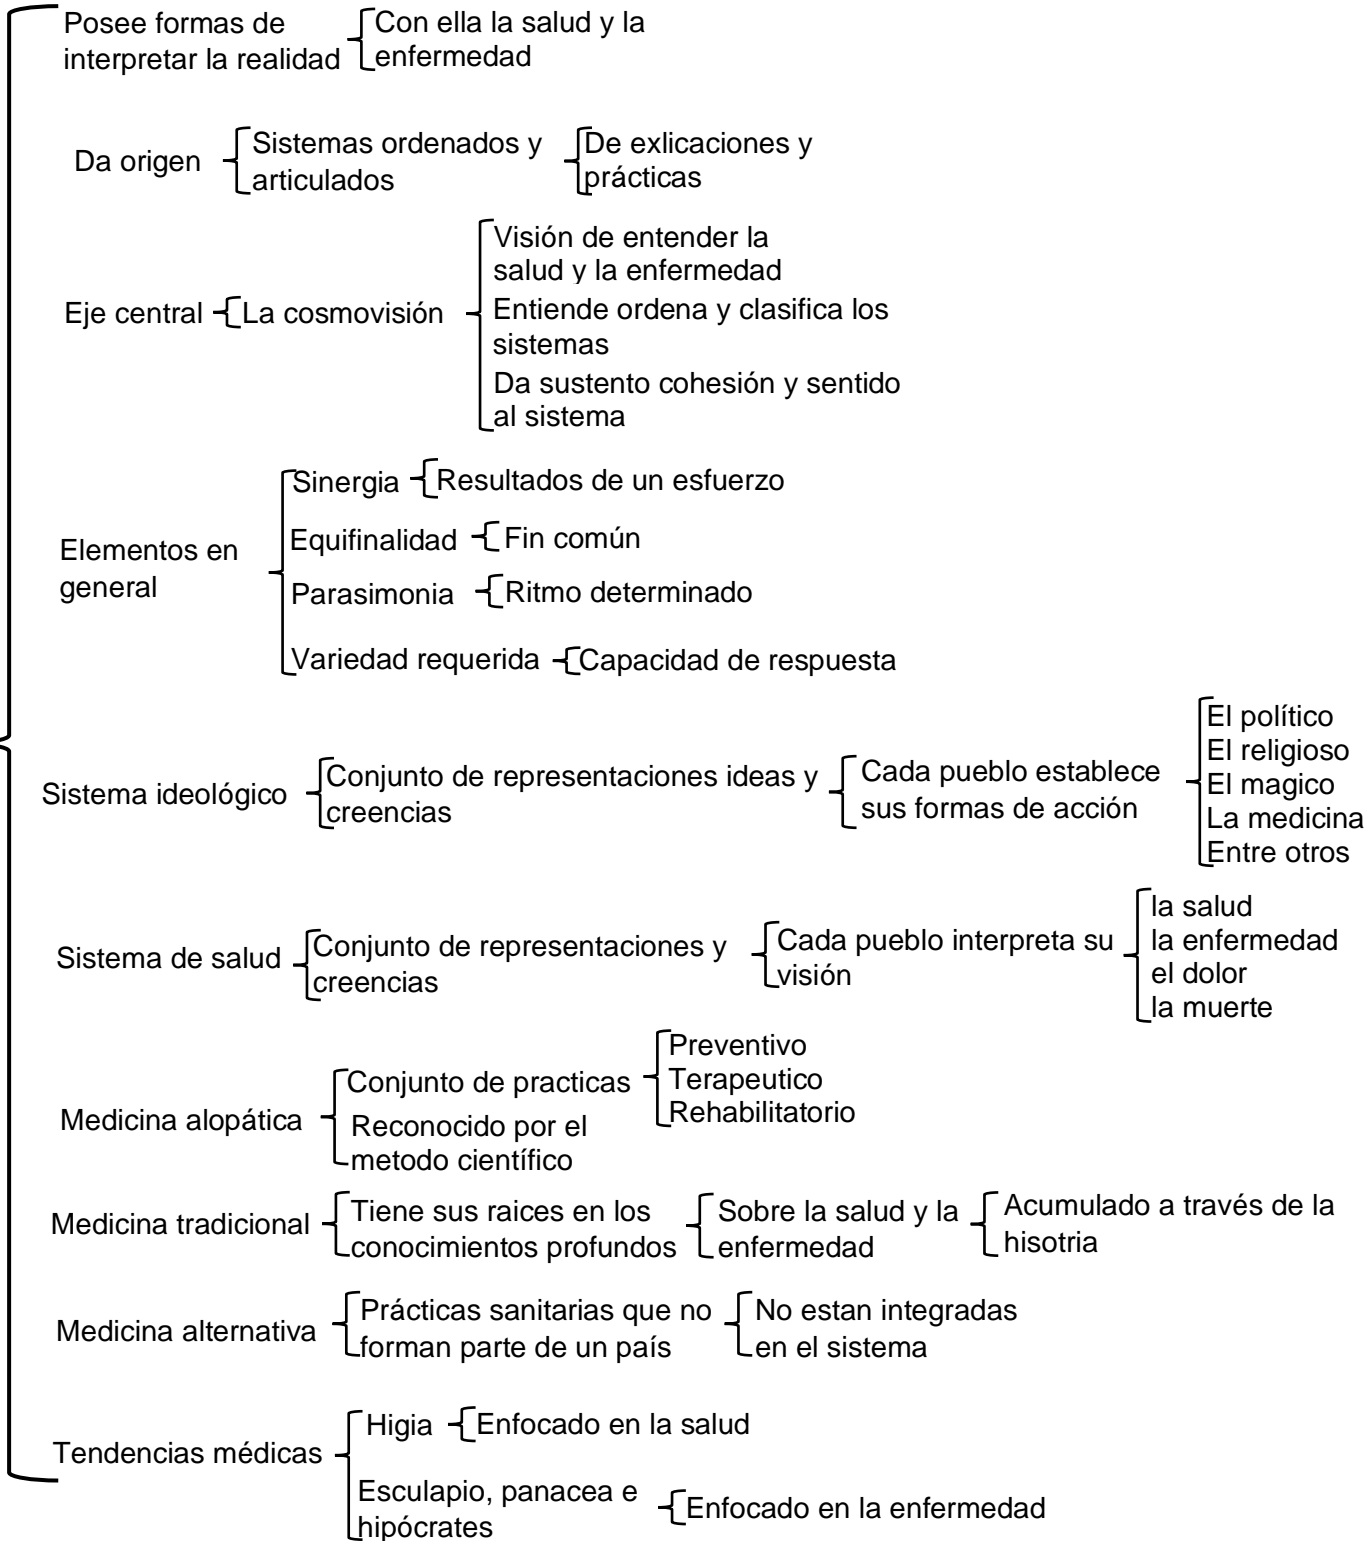 Posee formas de
interpretar la realidad
Con ella la salud y la
enfermedad
Da origen
Sistemas ordenados y
articulados
De exlicaciones y
prácticas
Eje central
La cosmovisión
Visión de entender la
salud y la enfermedad
Entiende ordena y clasifica los
sistemas
Da sustento cohesión y sentido
al sistema
Elementos en
general
Sinergia
Resultados de un esfuerzo
Equifinalidad
Fin común
Parasimonia
Ritmo determinado
Variedad requerida
Capacidad de respuesta
Sistema ideológico
Conjunto de representaciones ideas y
creencias
Cada pueblo establece
sus formas de acción
El político
El religioso
El magico
La medicina
Entre otros
Sistema de salud
Conjunto de representaciones y
creencias
Cada pueblo interpreta su
visión
la salud
la enfermedad
el dolor
la muerte
Medicina alopática
Conjunto de practicas
Preventivo
Terapeutico
Rehabilitatorio
Reconocido por el
metodo científico
Medicina tradicional
Tiene sus raices en los
conocimientos profundos
Sobre la salud y la
enfermedad
Acumulado a través de la
hisotria
Medicina alternativa
Prácticas sanitarias que no
forman parte de un país
No estan integradas
en el sistema
Tendencias médicas
Higia
Enfocado en la salud
Esculapio, panacea e
hipócrates
Enfocado en la enfermedad